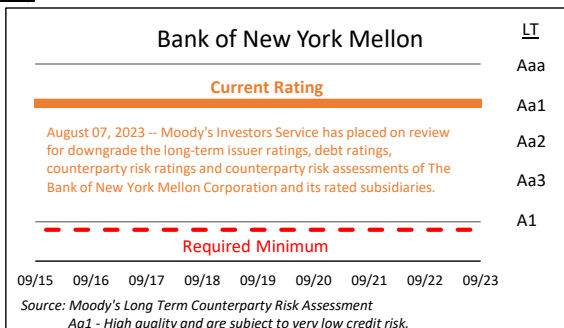 Bank of New York Mellon
LT
Aaa
Current Rating
Aa1
August 07, 2023 -- Moody's Investors Service has placed on review
for downgrade the long-term issuer ratings, debt ratings,
counterparty risk ratings and counterparty risk assessments of The
Bank of New York Mellon Corporation and its rated subsidiaries.
Aa2
Aa3
A1
Required Minimum
09/15 09/16 09/17 09/18 09/19 09/20 09/21 09/22 09/23
Source: Moody's Long Term Counterparty Risk Assessment
Aa1 - High quality and are subject to very low credit risk.